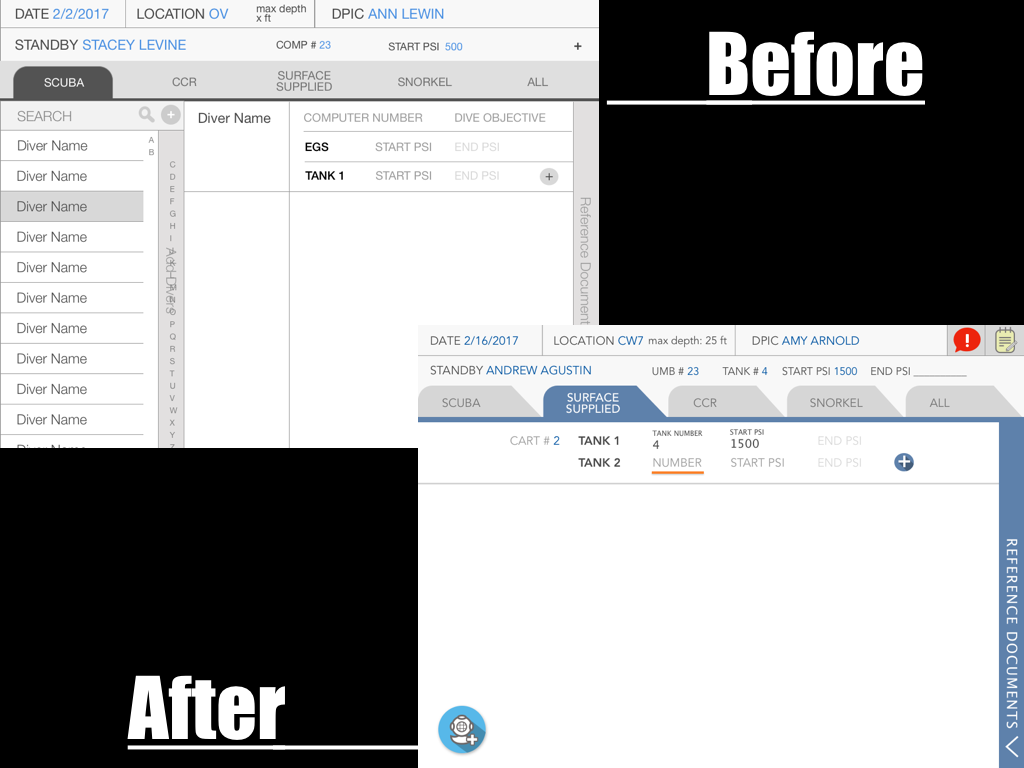 Before
DATE 2/2/2017
LOCATION OV
max depth
x ft
DPIC ANN LEWIN
STANDBY STACEY LEVINE
COMP # 23
START PSI 500
+
SCUBA
CCR
SURFACE
SUPPLIED
SNORKEL
ALL
SEARCH
+
Diver Name
Diver Name
Diver Name
Diver Name
Diver Name
Diver Name
Diver Name
Diver Name
Diver Name
Diver Name
Diver Name
A
B
C
D
E
F
G
H
I
P
Q
R
S
T
U
V
W
X
Y
Z
Add Divers
Diver Name
COMPUTER NUMBER DIVE OBJECTIVE
EGS START PSI END PSI
TANK 1 START PSI END PSI +
Reference Document
After
DATE 2/16/2017
LOCATION CW7 max depth: 25 ft
DPIC AMY ARNOLD
!
STANDBY ANDREW AGUSTIN
UMB # 23
TANK # 4
START PSI 1500
END PSI ________
SCUBA
SURFACE
SUPPLIED
CCR
SNORKEL
ALL
CART # 2
TANK 1
TANK NUMBER
4
START PSI
1500
END PSI
TANK 2
NUMBER
START PSI
END PSI
+
REFERENCE DOCUMENTS